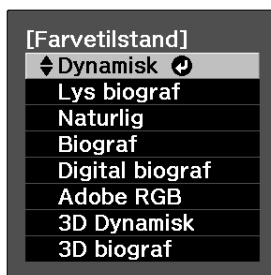 [Farvetilstand]
Dynamisk
Lys biograf
Naturlig
Biograf
Digital biograf
Adobe RGB
3D Dynamisk
3D biograf